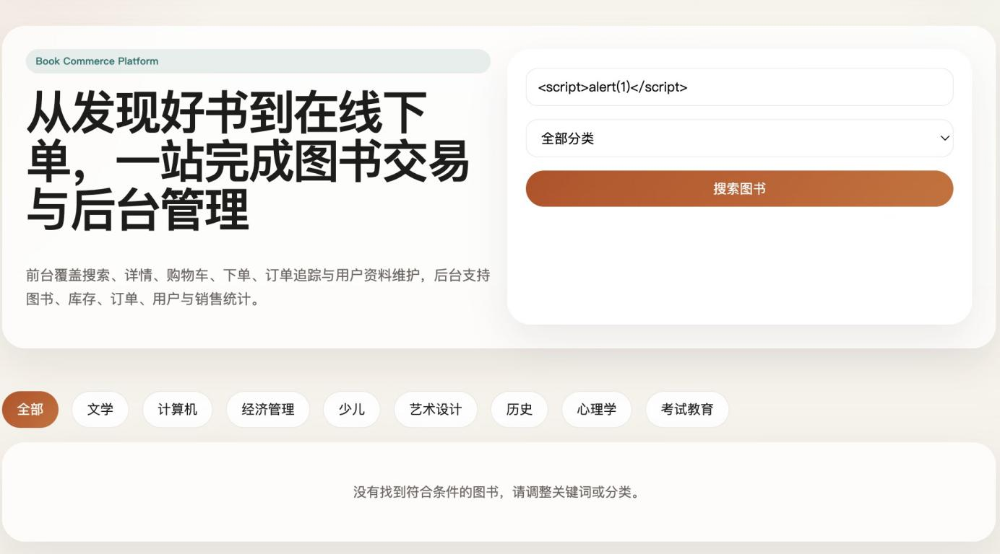 Book Commerce Platform
从发现好书到在线下
单，一站完成图书交易
与后台管理
前台覆盖搜索、详情、购物车、下单、订单追踪与用户资料维护，后台支持
图书、库存、订单、用户与销售统计。
<script>alert(1)</script>
全部分类
搜索图书
全部 文学 计算机 经济管理 少儿 艺术设计 历史 心理学 考试教育
没有找到符合条件的图书，请调整关键词或分类。